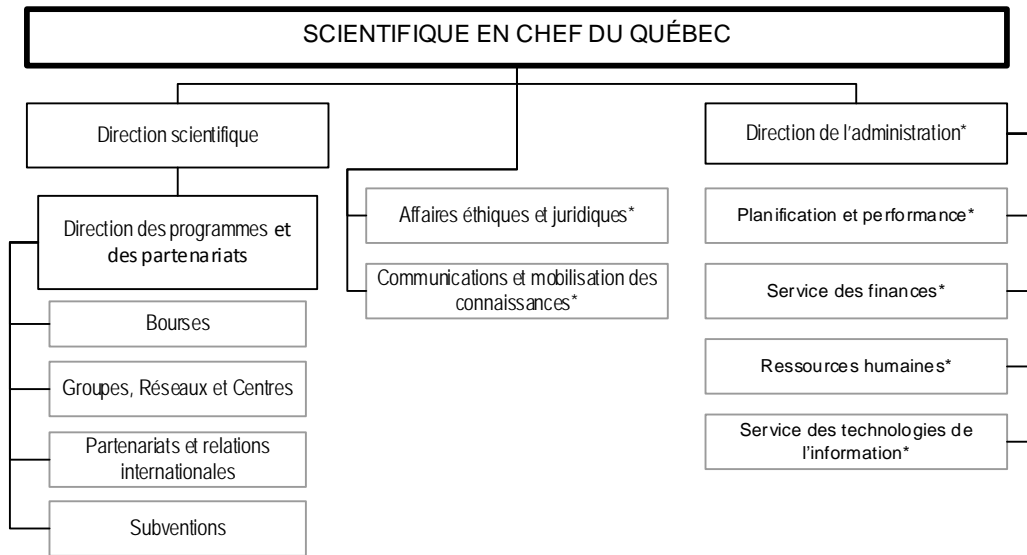 SCIENTIFIQUE EN CHEF DU QUÉBEC
Direction scientifique
Direction des programmes et
des partenariats
Bourses
Groupes, Réseaux et Centres
Partenariats et relations
internationales
Subventions
Affaires éthiques et juridiques*
Communications et mobilisation des
connaissances*
Direction de l'administration*
Planification et performance*
Service des finances*
Ressources humaines*
Service des technologies de
l'information*